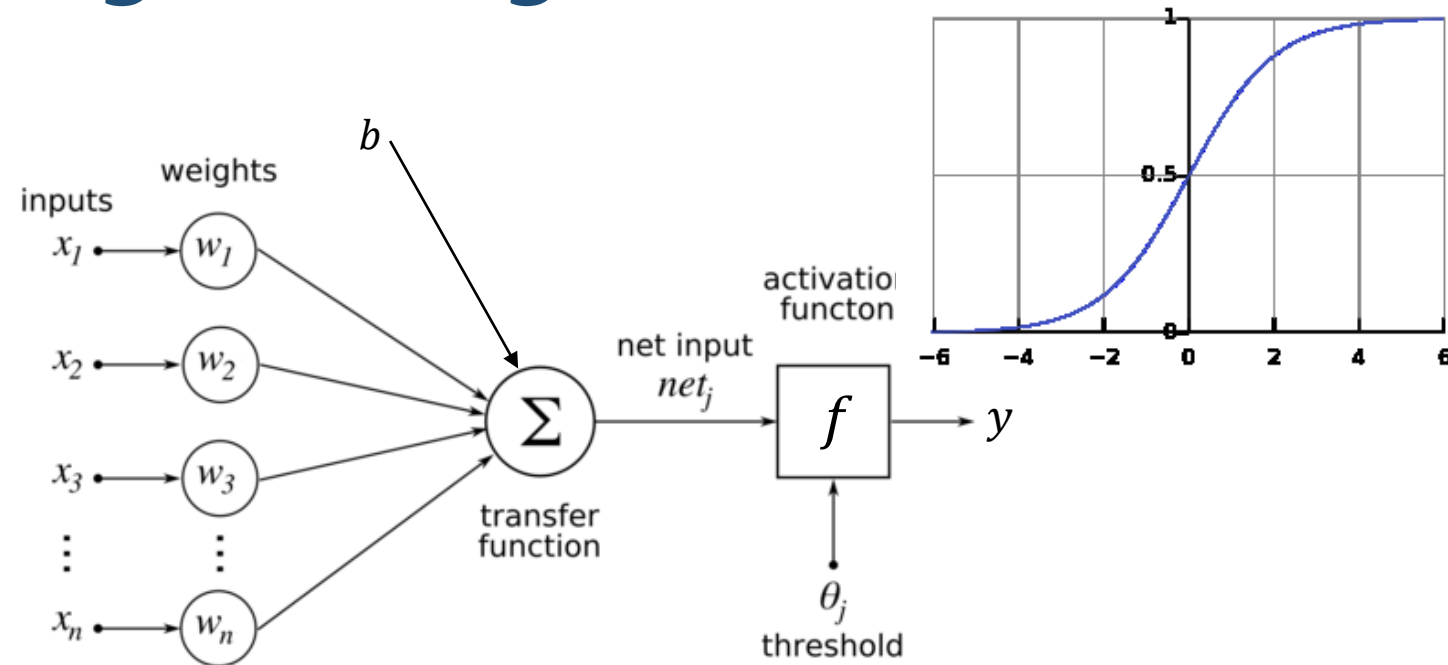 b
weights
inputs
x1
w1
x2
w2
x3
w3
⋮
⋮
xn
wn
Σ
transfer
function
net input
netj
activatio
functon
f
y
θj
threshold
1
0.5
0
−6
−4
−2
0
2
4
6